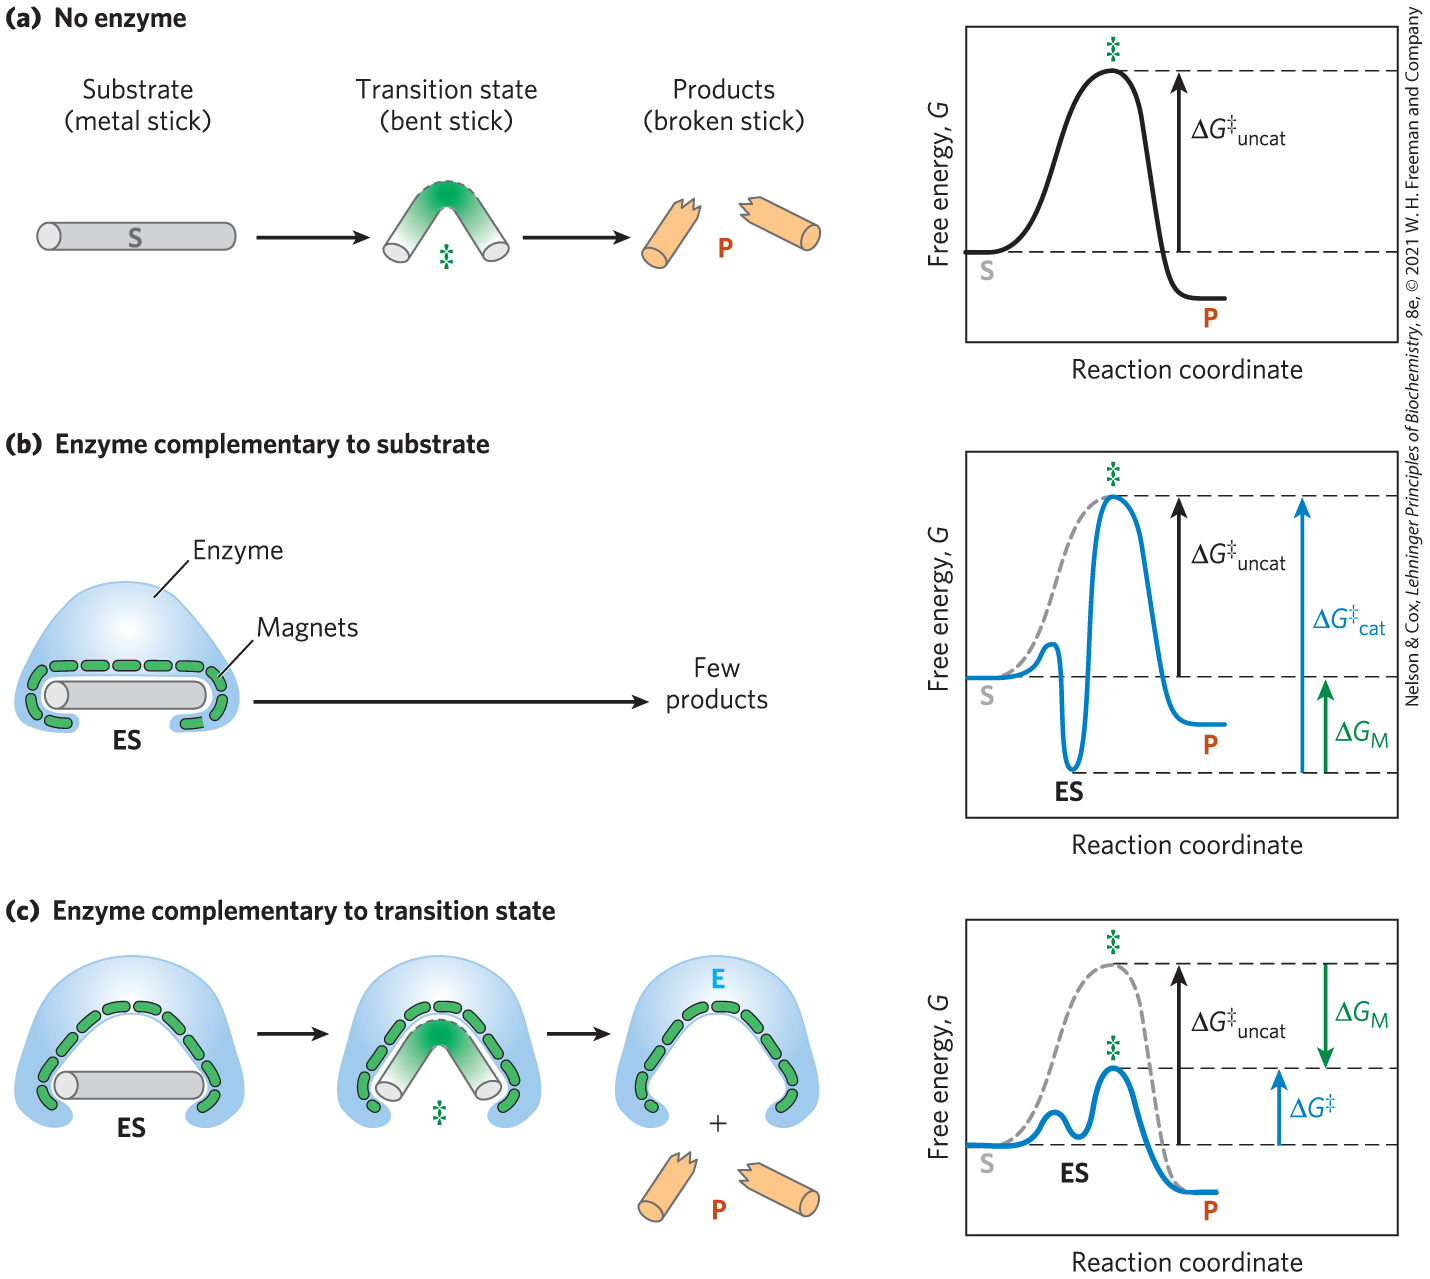 (a) No enzyme
Substrate
(metal stick)
Transition state
(bent stick)
Products
(broken stick)
S
‡
P
‡
ΔG‡uncat
Free energy, G
S
P
Reaction coordinate
(b) Enzyme complementary to substrate
Enzyme
Magnets
ES
Few
products
‡
ΔG‡uncat
ΔG‡cat
ΔGM
Free energy, G
S
P
ES
Reaction coordinate
(c) Enzyme complementary to transition state
ES
‡
E
+
P
‡
ΔG‡uncat
ΔGM
‡
ΔG‡
Free energy, G
S
ES
P
Reaction coordinate
Nelson & Cox, Lehninger Principles of Biochemistry, 8e, © 2021 W. H. Freeman and Company